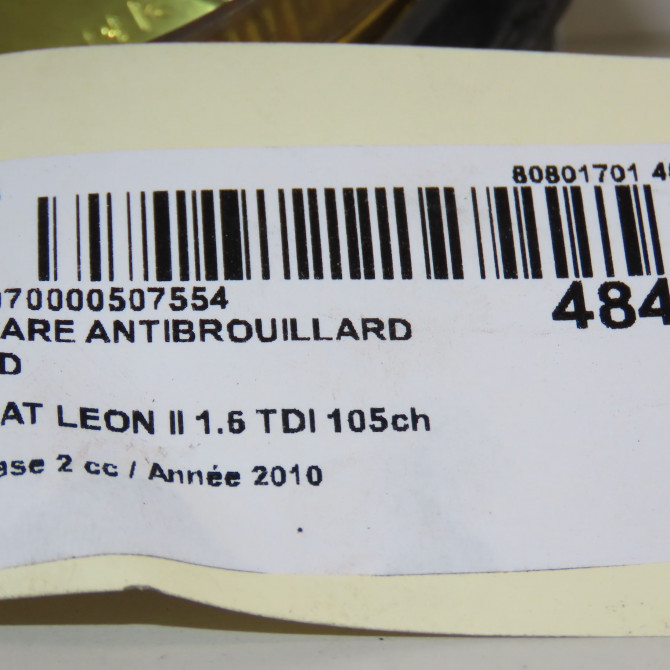 80801701 4
070000507554
484
ARE ANTIBROUILLARD
D
AT LEON II 1.6 TDI 105ch
ase 2 cc / Année 2010